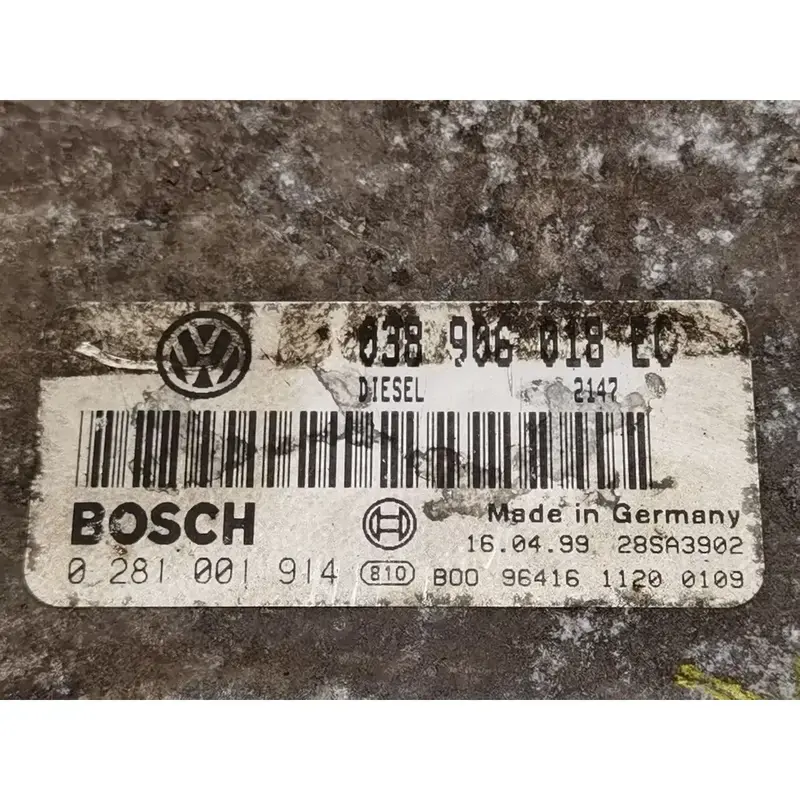 038 906 018 EC
DIESEL 2147
BOSCH Made in Germany
16.04.99 28SA3902
0 281 001 914 810 B00 96416 1120 0109